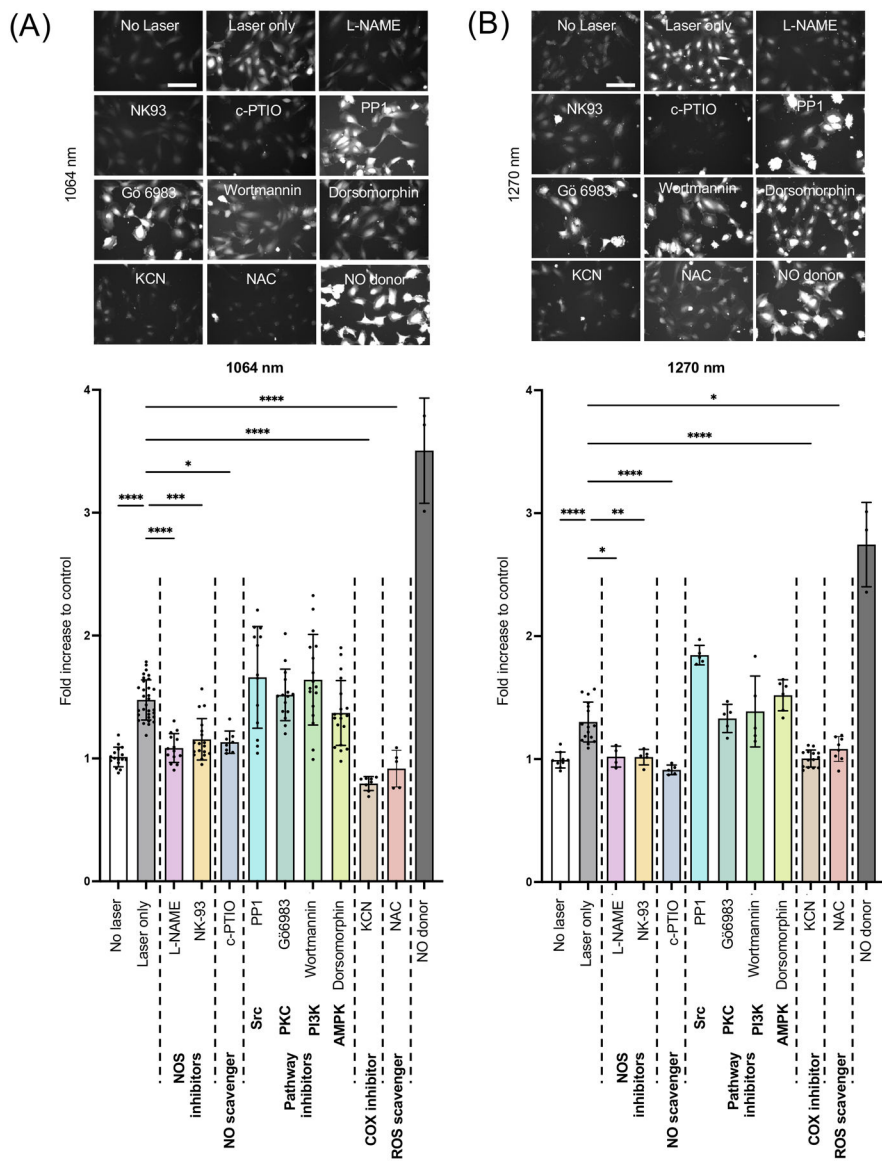 (A)
No Laser
Laser only
L-NAME
NK93
c-PTIO
PP1
1064 nm
Gö 6983
Wortmannin
Dorsomorphin
KCN
NAC
NO donor
1064 nm
Fold increase to control
4
3
2
1
0
****
****
*
****
***
****
No laser
Laser only
L-NAME
NK-93
c-PTIO
PP1
Gö6983
Wortmannin
Dorsomorphin
KCN
NAC
NO donor
Src
PKC
PI3K
AMPK
NOS
inhibitors
NO scavenger
Pathway
inhibitors
COX inhibitor
ROS scavenger
(B)
No Laser
Laser only
L-NAME
NK93
c-PTIO
PP1
1270 nm
Gö 6983
Wortmannin
Dorsomorphin
KCN
NAC
NO donor
1270 nm
Fold increase to control
4
3
2
1
0
*
****
****
****
**
*
No laser
Laser only
L-NAME
NK-93
c-PTIO
PP1
Gö6983
Wortmannin
Dorsomorphin
KCN
NAC
NO donor
Src
PKC
PI3K
AMPK
NOS
inhibitors
NO scavenger
Pathway
inhibitors
COX inhibitor
ROS scavenger